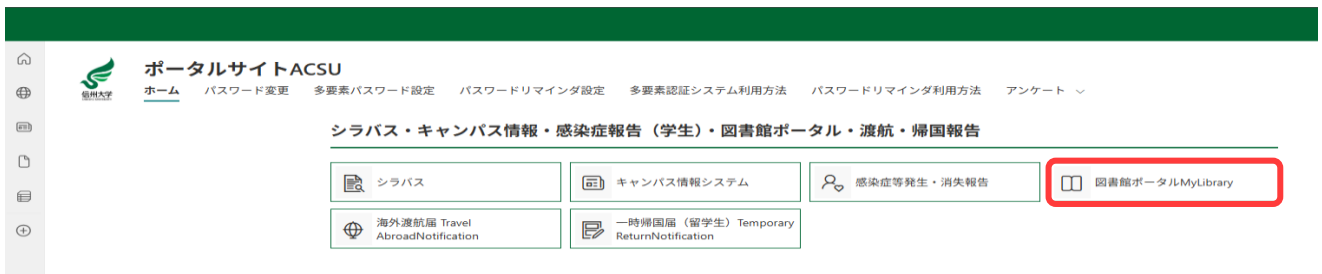 ポータルサイトACSU
信州大学
ホーム パスワード変更 多要素パスワード設定 パスワードリマインダ設定 多要素認証システム利用方法 パスワードリマインダ利用方法 アンケート
シラバス・キャンパス情報・感染症報告（学生）・図書館ポータル・渡航・帰国報告
シラバス
キャンパス情報システム
感染症等発生・消失報告
図書館ポータルMyLibrary
海外渡航届 Travel
AbroadNotification
一時帰国届（留学生）Temporary
ReturnNotification